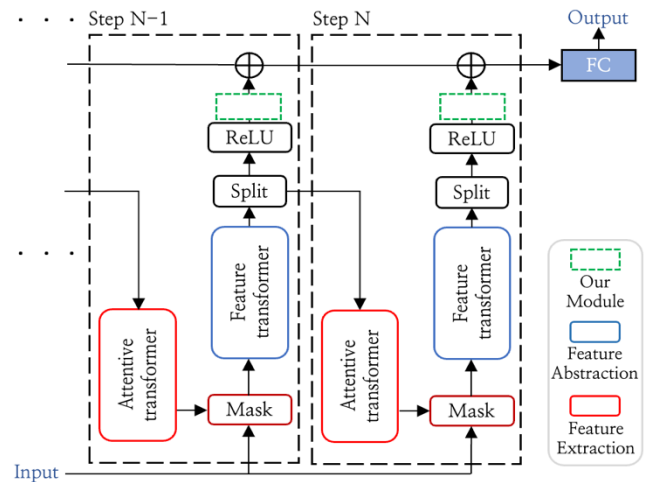 Step N-1
Step N
Output
FC
ReLU
ReLU
Split
Split
Feature
transformer
Feature
transformer
Attentive
transformer
Attentive
transformer
Mask
Mask
Input
Our
Module
Feature
Abstraction
Feature
Extraction